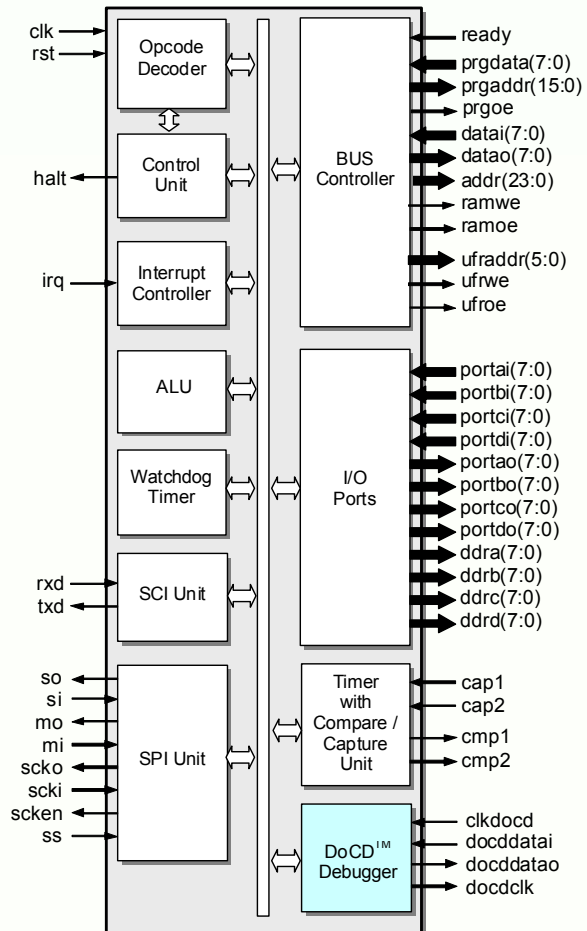 clk
rst
Opcode
Decoder
halt
Control
Unit
irq
Interrupt
Controller
ALU
Watchdog
Timer
rxd
txd
SCI Unit
so
si
mo
mi
scko
scki
scken
ss
SPI Unit
BUS
Controller
ready
prgdata(7:0)
prgaddr(15:0)
prgoe
datai(7:0)
datao(7:0)
addr(23:0)
ramwe
ramoe
ufraddr(5:0)
ufrwe
ufroe
I/O
Ports
portai(7:0)
portbi(7:0)
portci(7:0)
portdi(7:0)
portao(7:0)
portbo(7:0)
portco(7:0)
portdo(7:0)
ddra(7:0)
ddrb(7:0)
ddrc(7:0)
ddrd(7:0)
Timer
with
Compare /
Capture
Unit
cap1
cap2
cmp1
cmp2
DoCD™
Debugger
clkdocd
docddatai
docddatao
docdclk